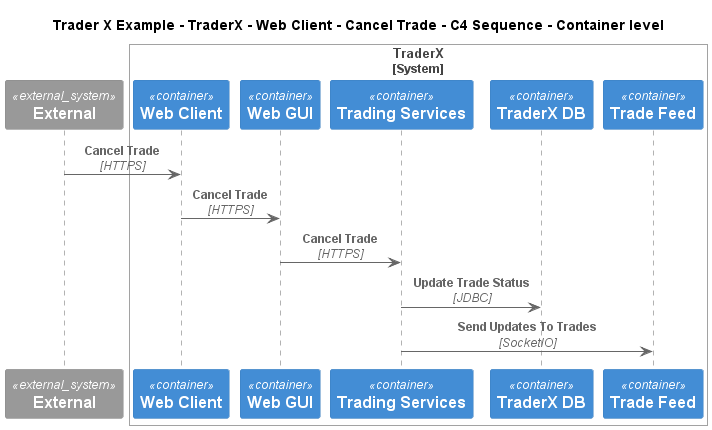 Trader X Example - TraderX - Web Client - Cancel Trade - C4 Sequence - Container level
TraderX
[System]
«external_system»
External
«container»
Web Client
«container»
Web GUI
«container»
Trading Services
«container»
TraderX DB
«container»
Trade Feed
Cancel Trade
[HTTPS]
Cancel Trade
[HTTPS]
Cancel Trade
[HTTPS]
Update Trade Status
[JDBC]
Send Updates To Trades
[SocketIO]
«external_system»
External
«container»
Web Client
«container»
Web GUI
«container»
Trading Services
«container»
TraderX DB
«container»
Trade Feed